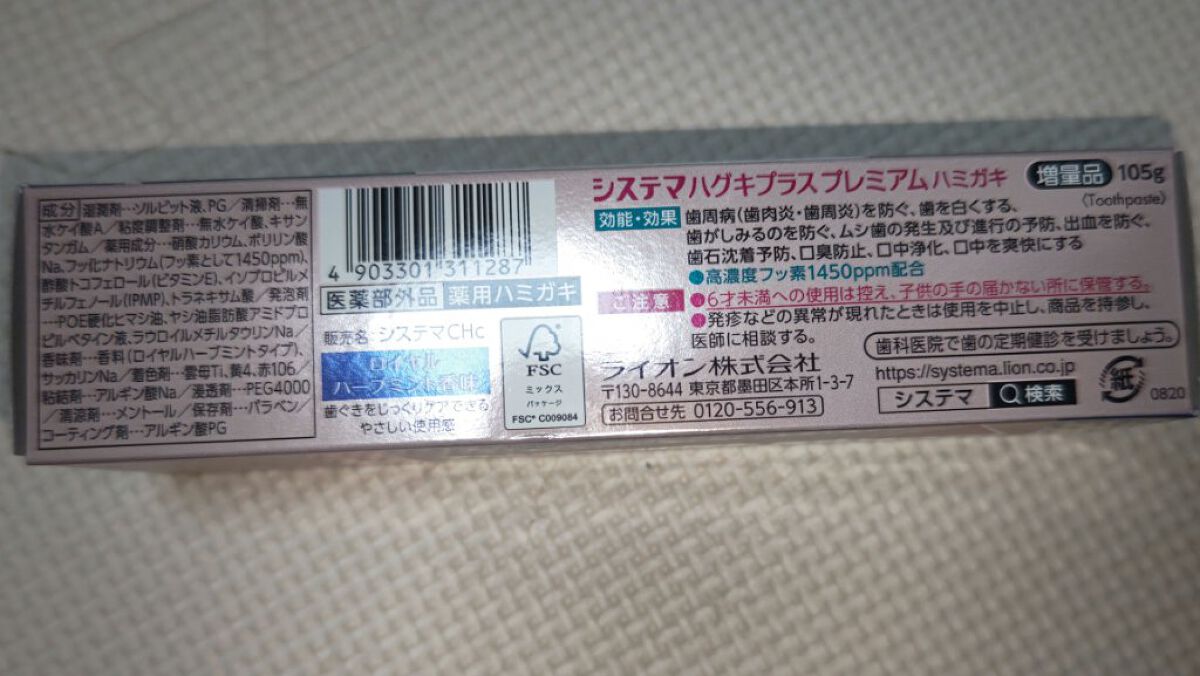 成分 湿潤剤…ソルビット液、PG／清掃剤…無
水ケイ酸A／粘度調整剤…無水ケイ酸、キサン
タンガム／薬用成分…硝酸カリウム、ポリリン酸
Na、フッ化ナトリウム(フッ素として1450ppm)、
酢酸トコフェロール(ビタミンE)、イソプロピルメ
チルフェノール(IPMP)、トラネキサム酸／発泡剤
…POE硬化ヒマシ油、ヤシ油脂肪酸アミドプロ
ピルベタイン液、ラウロイルメチルタウリンNa／
香味剤…香料(ロイヤルハーブミントタイプ)、
サッカリンNa／着色剤…雲母Ti、黄4、赤106
粘結剤…アルギン酸Na／浸透剤…PEG4000
／清涼剤…メントール／保存剤…パラベン／
コーティング剤…アルギン酸PG
4 903301 311287
医薬部外品 薬用ハミガキ
販売名 システマCHc
ロイヤル
ハーブミント香味
歯ぐきをじっくりケアできる
やさしい使用感
FSC
ミックス
パッケージ
FSC® C009084
システマハグキプラスプレミアムハミガキ 増量品 105g
(Toothpaste)
効能・効果 歯周病(歯肉炎・歯周炎)を防ぐ、歯を白くする、
歯がしみるのを防ぐ、ムシ歯の発生及び進行の予防、出血を防ぐ、
歯石沈着予防、口臭防止、口中浄化、口中を爽快にする
●高濃度フッ素1450ppm配合
ご注意 ●6才未満への使用は控え、子供の手の届かない所に保管する。
●発疹などの異常が現れたときは使用を中止し、商品を持参し、
医師に相談する。
ライオン株式会社
〒130-8644 東京都墨田区本所1-3-7
お問合せ先 0120-556-913
歯科医院で歯の定期健診を受けましょう。
https://systema.lion.co.jp
システマ 検索
紙
0820